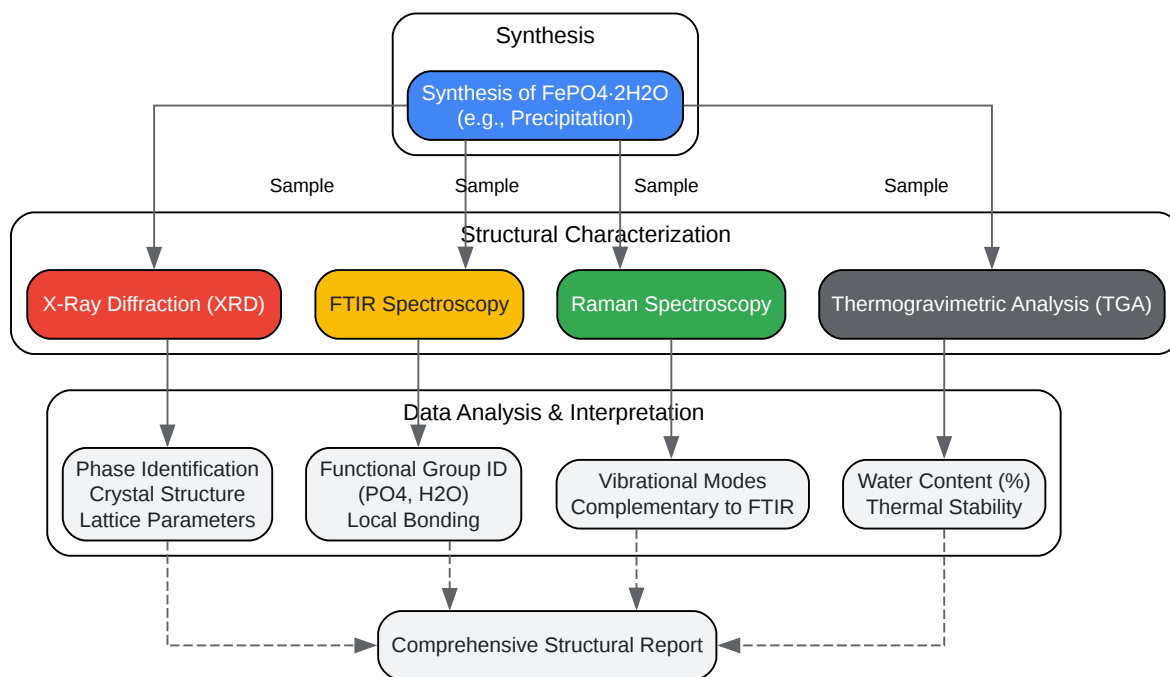 Synthesis
Synthesis of FePO4·2H2O
(e.g., Precipitation)
Sample
Sample
Sample
Sample
Structural Characterization
X-Ray Diffraction (XRD)
FTIR Spectroscopy
Raman Spectroscopy
Thermogravimetric Analysis (TGA)
Data Analysis & Interpretation
Phase Identification
Crystal Structure
Lattice Parameters
Functional Group ID
(PO4, H2O)
Local Bonding
Vibrational Modes
Complementary to FTIR
Water Content (%)
Thermal Stability
Comprehensive Structural Report